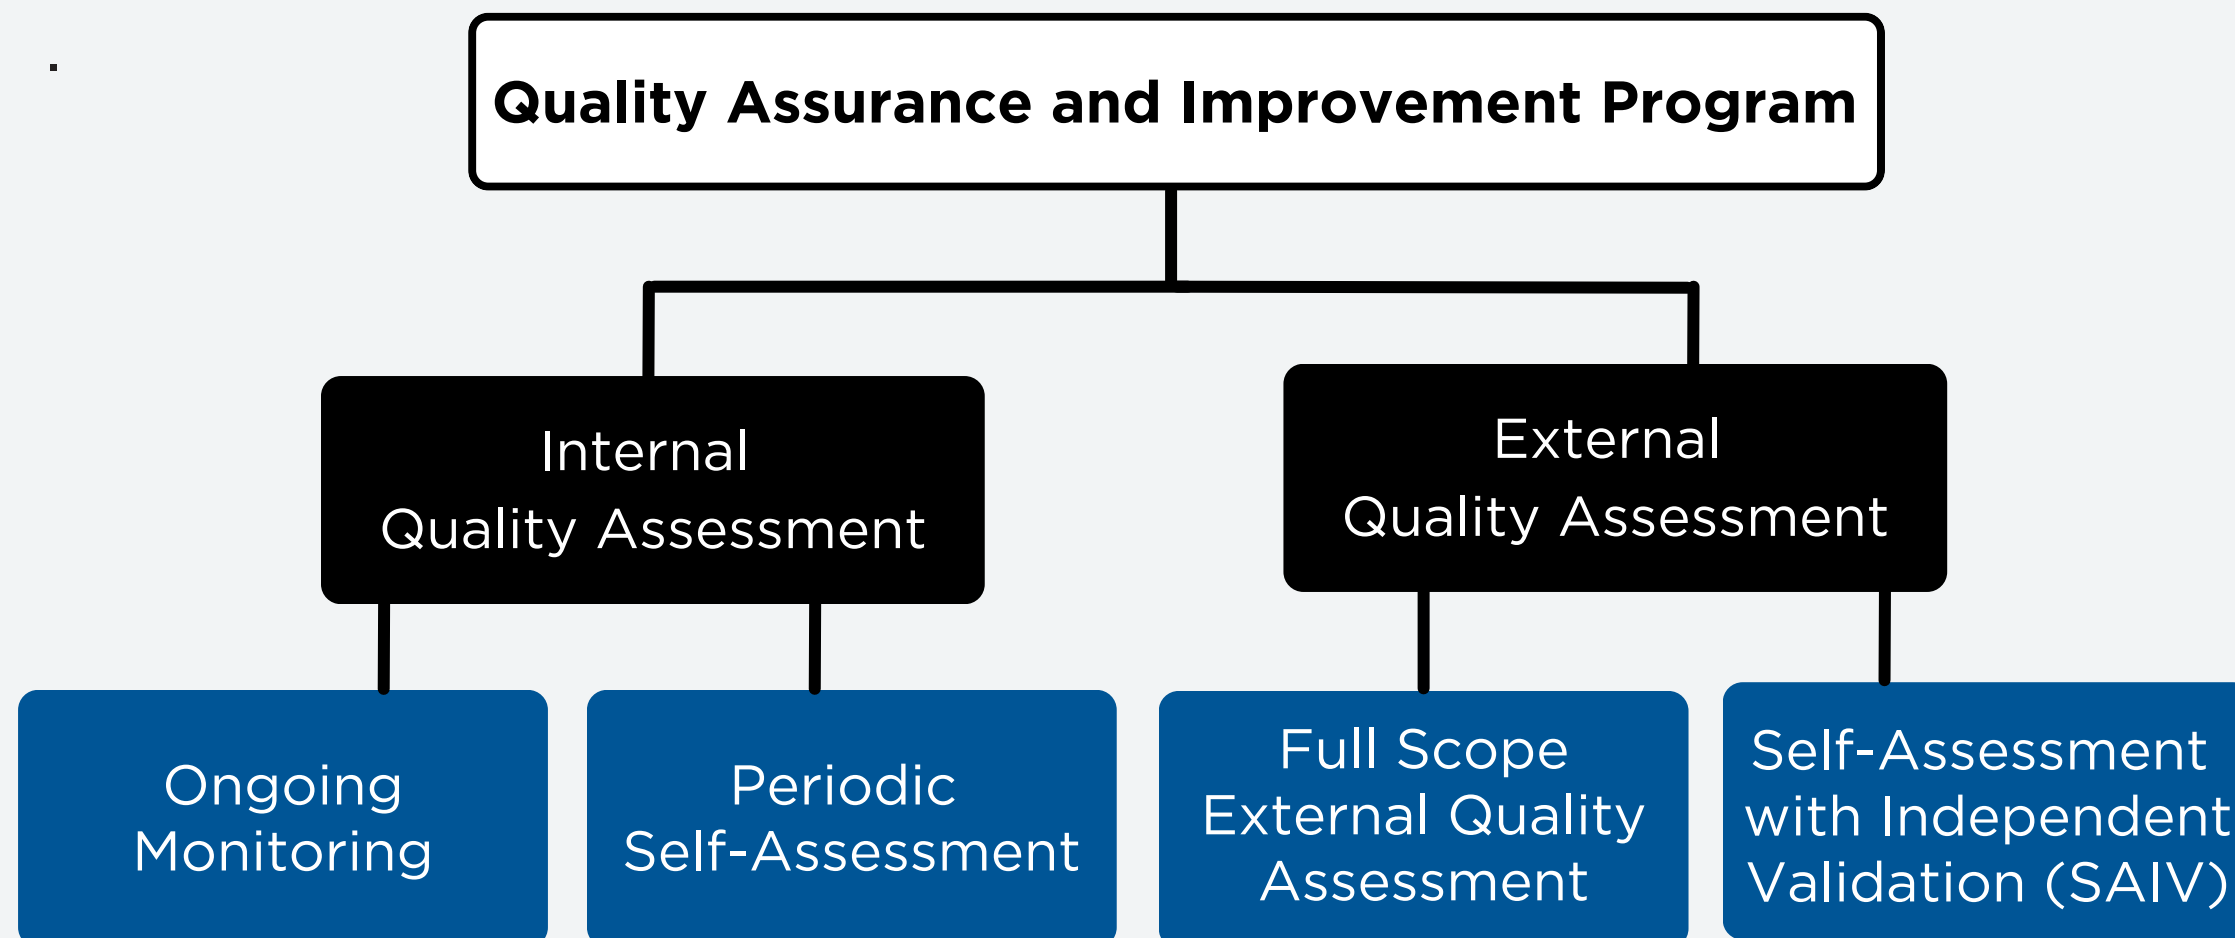 Quality Assurance and Improvement Program
Internal
Quality Assessment
External
Quality Assessment
Ongoing
Monitoring
Periodic
Self-Assessment
Full Scope
External Quality
Assessment
Self-Assessment
with Independent
Validation (SAIV)